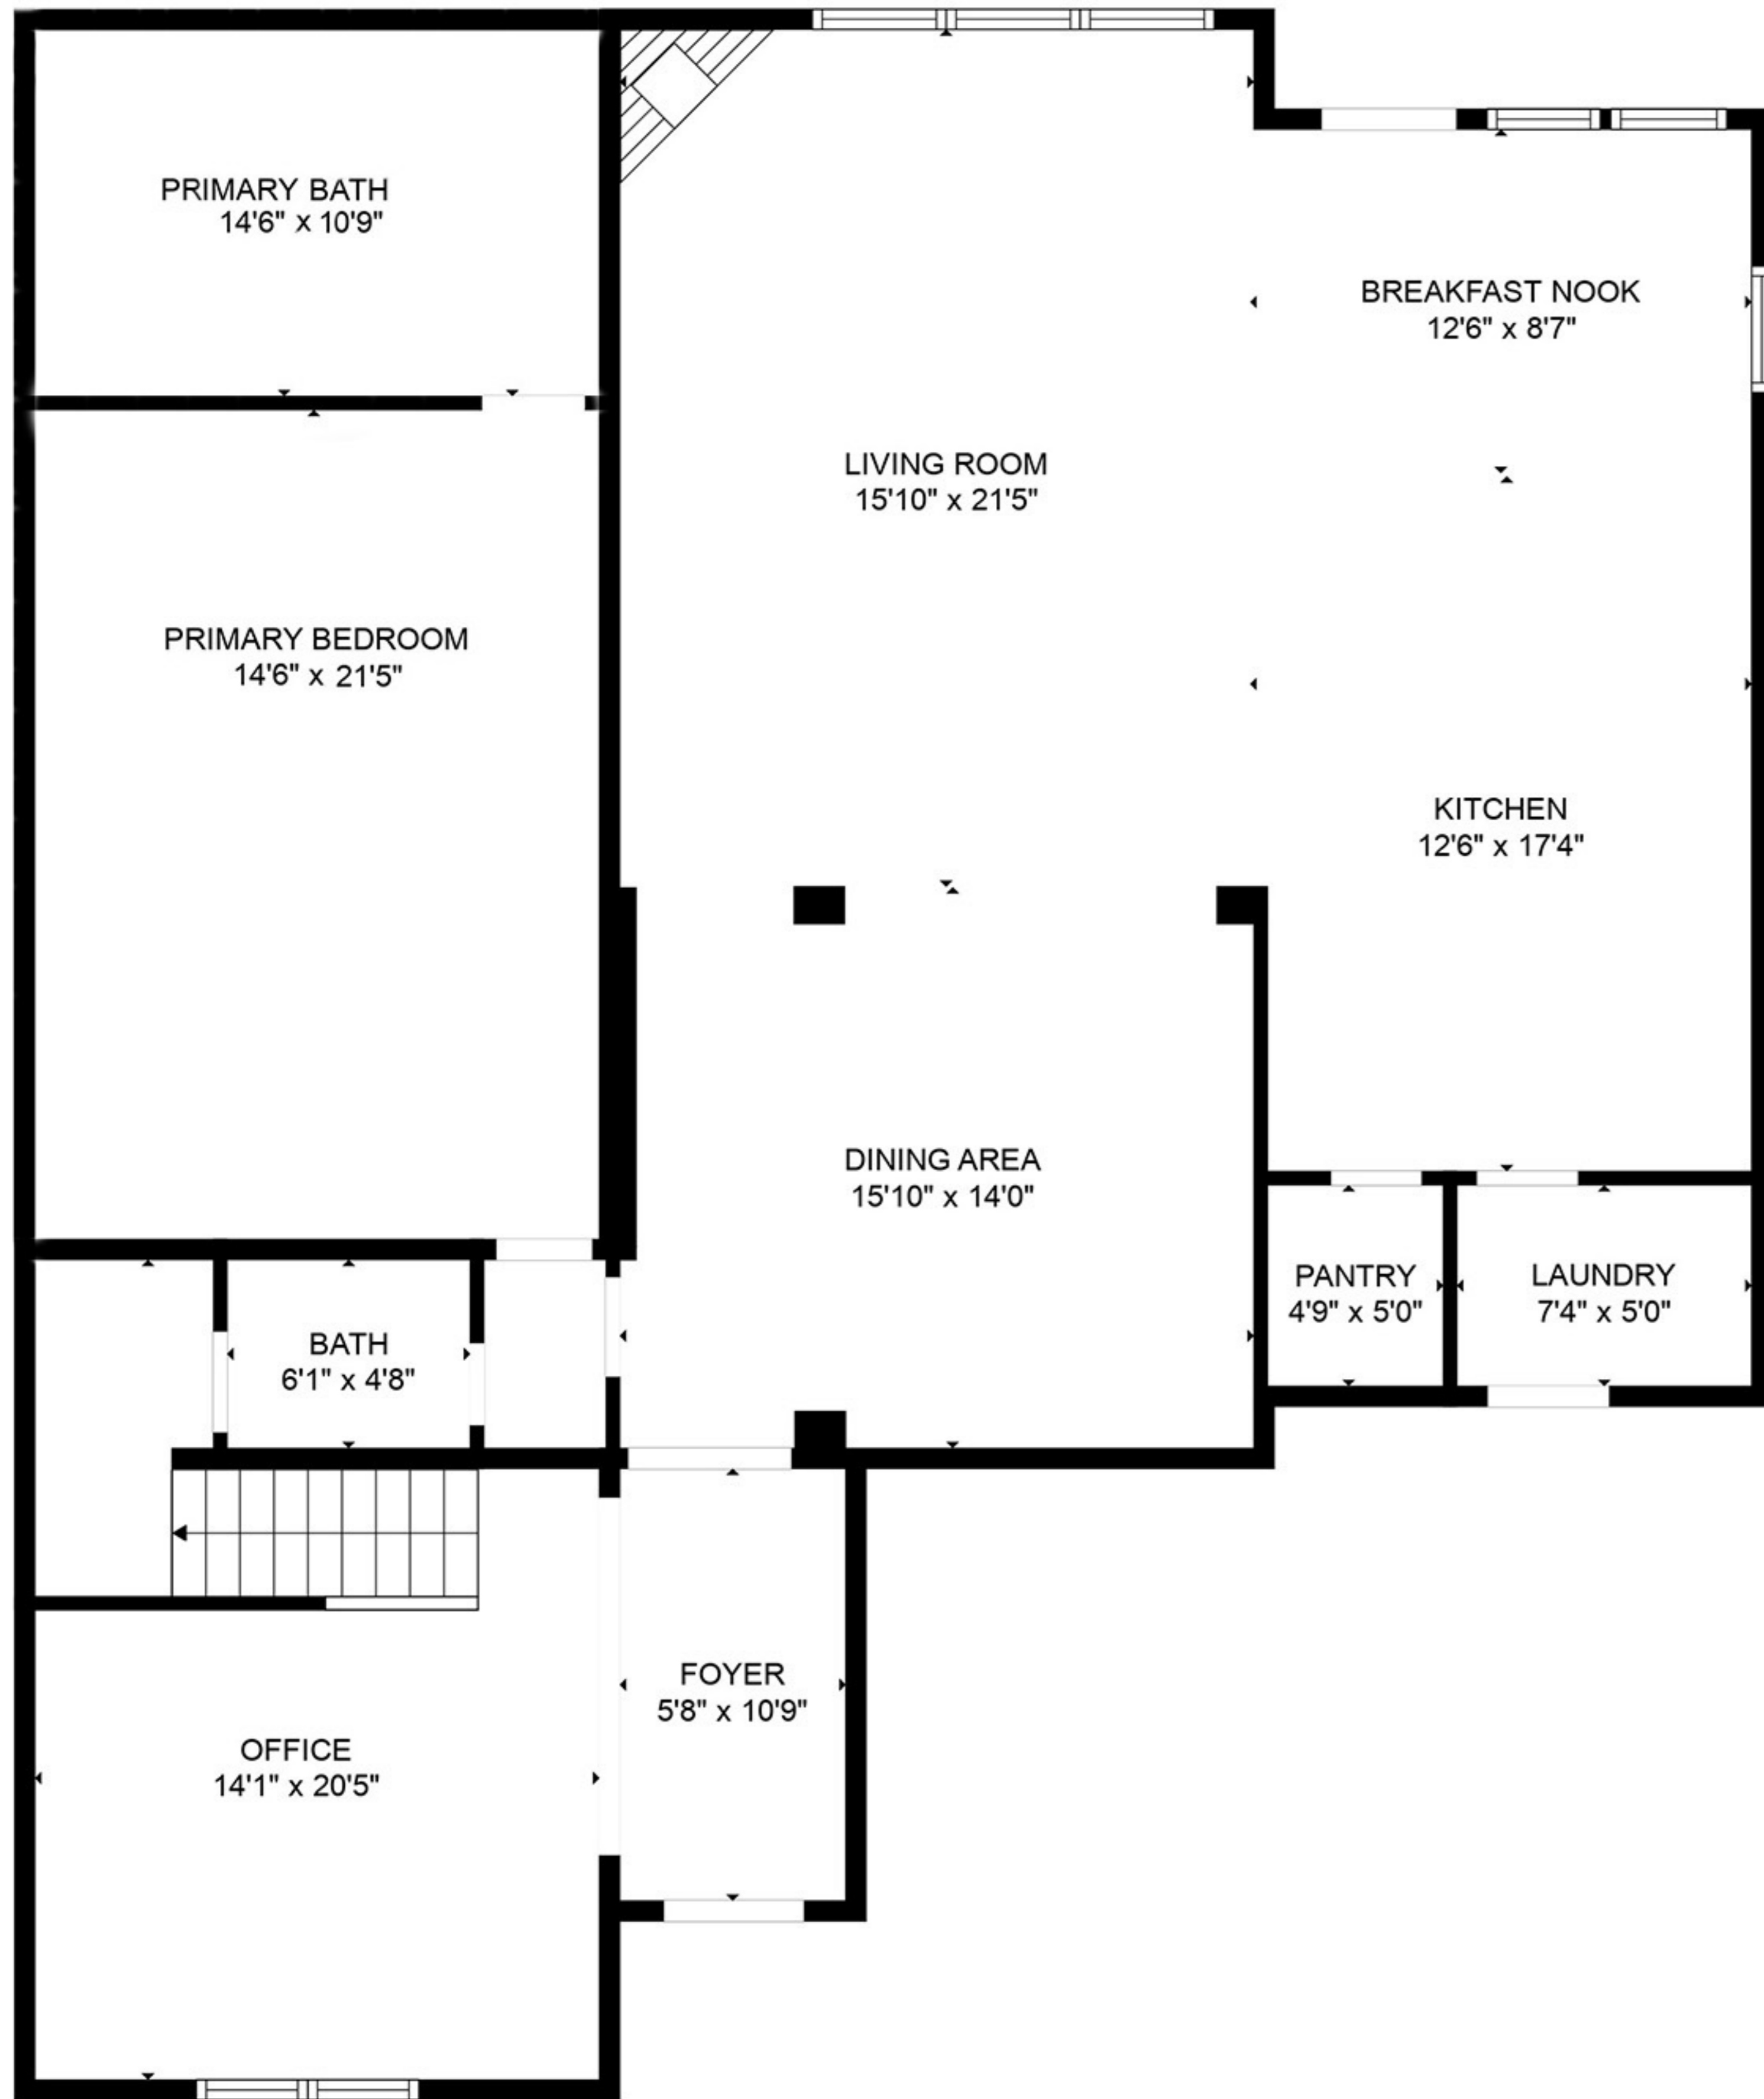 PRIMARY BATH
14'6" x 10'9"
BREAKFAST NOOK
12'6" x 8'7"
LIVING ROOM
15'10" x 21'5"
PRIMARY BEDROOM
14'6" x 21'5"
KITCHEN
12'6" x 17'4"
DINING AREA
15'10" x 14'0"
PANTRY
4'9" x 5'0"
LAUNDRY
7'4" x 5'0"
BATH
6'1" x 4'8"
FOYER
5'8" x 10'9"
OFFICE
14'1" x 20'5"